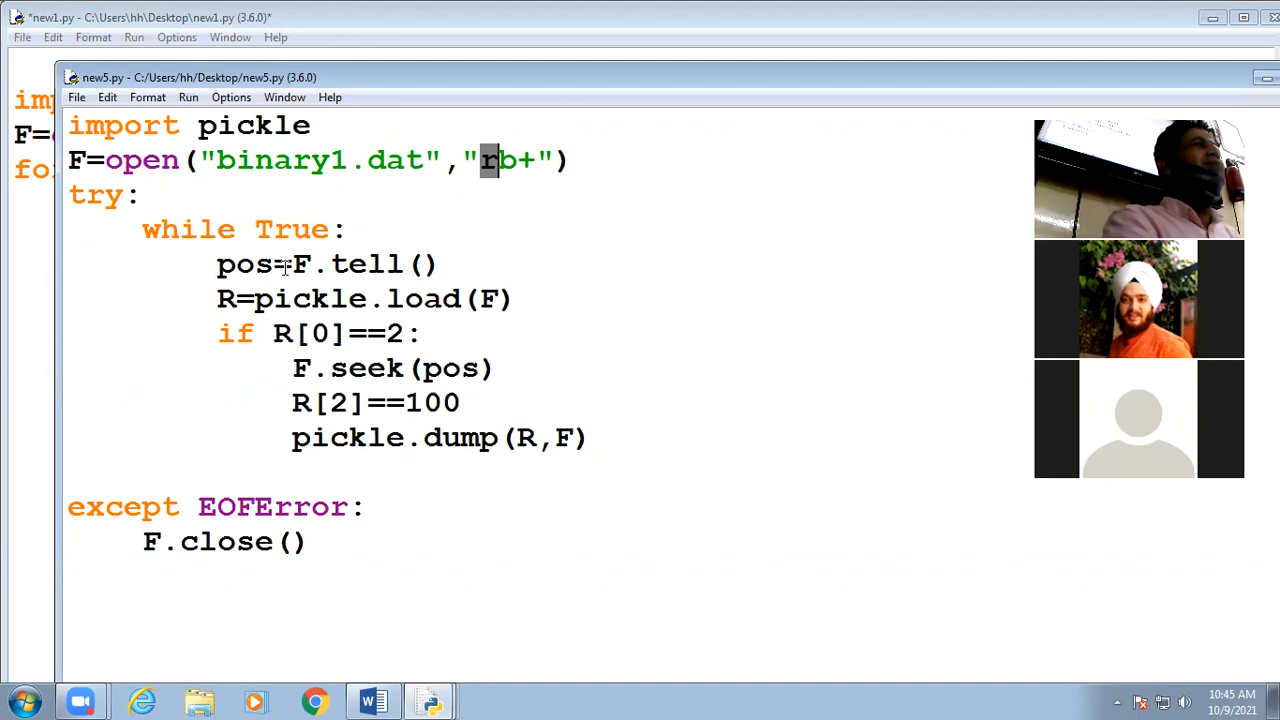 *new1.py - C:\Users\hh\Desktop\new1.py (3.6.0)*
File Edit Format Run Options Window Help
imp
F=
fo
new5.py - C:/Users/hh/Desktop/new5.py (3.6.0)
File Edit Format Run Options Window Help
import pickle
F=open("binary1.dat","rb+")
try:
while True:
pos=F.tell()
R=pickle.load(F)
if R[0]==2:
F.seek(pos)
R[2]==100
pickle.dump(R,F)
except EOFError:
F.close()
10:45 AM
10/9/2021